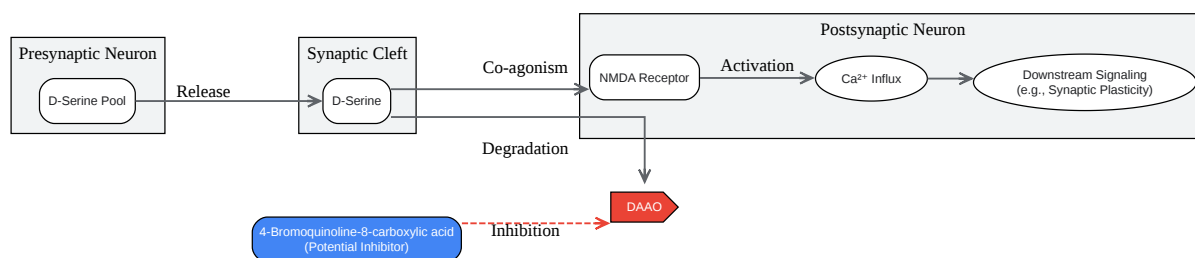 Presynaptic Neuron
D-Serine Pool
Release
Synaptic Cleft
D-Serine
Co-agonism
Degradation
Postsynaptic Neuron
NMDA Receptor
Activation
Ca²⁺ Influx
Downstream Signaling
(e.g., Synaptic Plasticity)
DAAO
4-Bromoquinoline-8-carboxylic acid
(Potential Inhibitor)
Inhibition